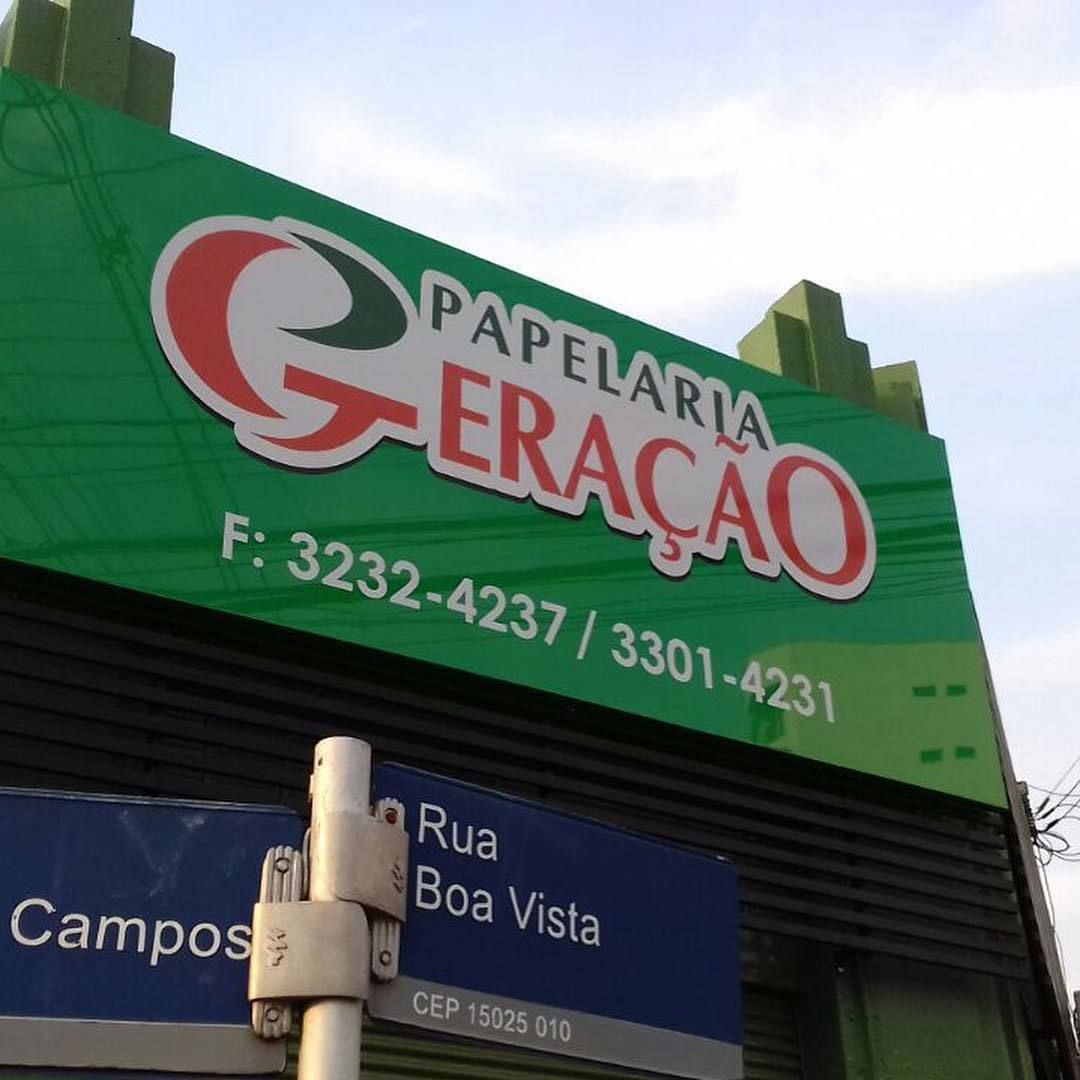 PAPELARIA
GERAÇÃO
F: 3232-4237 / 3301-4231
Campos
Rua
Boa Vista
CEP 15025 010